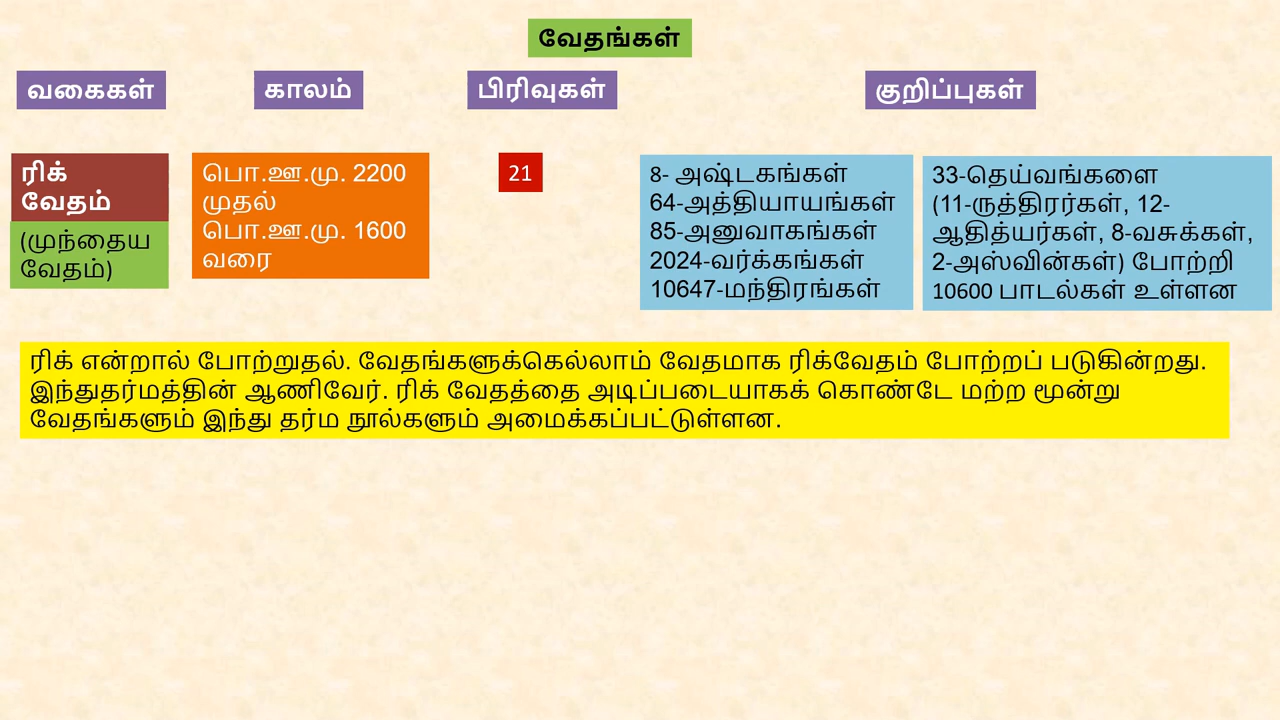 வேதங்கள்
வகைகள்
காலம்
பிரிவுகள்
குறிப்புகள்
ரிக்
வேதம்
(முந்தைய
வேதம்)
பொ.ஊ.மு. 2200
முதல்
பொ.ஊ.மு. 1600
வரை
21
8- அஷ்டகங்கள்
64-அத்தியாயங்கள்
85-அனுவாகங்கள்
2024-வர்க்கங்கள்
10647-மந்திரங்கள்
33-தெய்வங்களை
(11-ருத்திரர்கள், 12-
ஆதித்யர்கள், 8-வசுக்கள்,
2-அஸ்வின்கள்) போற்றி
10600 பாடல்கள் உள்ளன
ரிக் என்றால் போற்றுதல். வேதங்களுக்கெல்லாம் வேதமாக ரிக்வேதம் போற்றப் படுகின்றது.
இந்துதர்மத்தின் ஆணிவேர். ரிக் வேதத்தை அடிப்படையாகக் கொண்டே மற்ற மூன்று
வேதங்களும் இந்து தர்ம நூல்களும் அமைக்கப்பட்டுள்ளன.